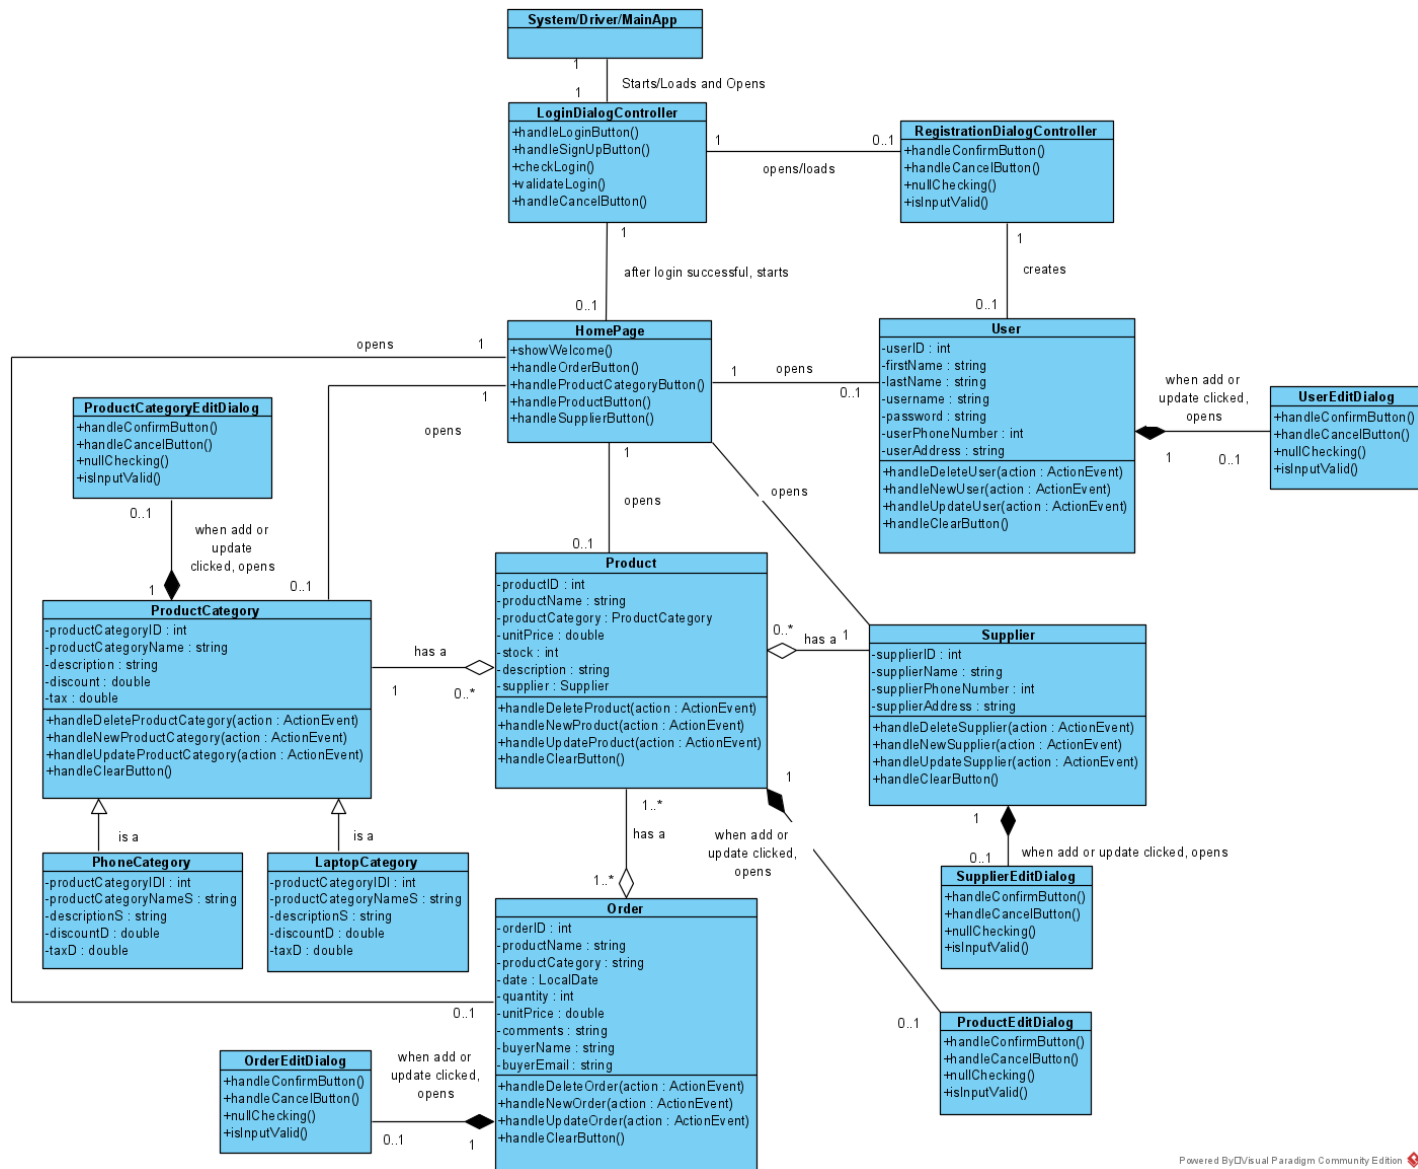 System/Driver/MainApp
1
Starts/Loads and Opens
1
LoginDialogController
+handleLoginButton()
+handleSignUpButton()
+checkLogin()
+validateLogin()
+handleCancelButton()
1
0..1
opens/loads
RegistrationDialogController
+handleConfirmButton()
+handleCancelButton()
+nullChecking()
+isInputValid()
1
after login successful, starts
0..1
1
creates
0..1
HomePage
+showWelcome()
+handleOrderButton()
+handleProductCategoryButton()
+handleProductButton()
+handleSupplierButton()
opens
1
1
opens
1
opens
0..1
User
-userID : int
-firstName : string
-lastName : string
-username : string
-password : string
-userPhoneNumber : int
-userAddress : string
+handleDeleteUser(action : ActionEvent)
+handleNewUser(action : ActionEvent)
+handleUpdateUser(action : ActionEvent)
+handleClearButton()
when add or
update clicked,
opens
1
0..1
UserEditDialog
+handleConfirmButton()
+handleCancelButton()
+nullChecking()
+isInputValid()
ProductCategoryEditDialog
+handleConfirmButton()
+handleCancelButton()
+nullChecking()
+isInputValid()
0..1
when add or
update
clicked, opens
1
0..1
1
opens
0..1
opens
ProductCategory
-productCategoryID : int
-productCategoryName : string
-description : string
-discount : double
-tax : double
+handleDeleteProductCategory(action : ActionEvent)
+handleNewProductCategory(action : ActionEvent)
+handleUpdateProductCategory(action : ActionEvent)
+handleClearButton()
has a
1
0..*
Product
-productID : int
-productName : string
-productCategory : ProductCategory
-unitPrice : double
-stock : int
-description : string
-supplier : Supplier
+handleDeleteProduct(action : ActionEvent)
+handleNewProduct(action : ActionEvent)
+handleUpdateProduct(action : ActionEvent)
+handleClearButton()
0..*
has a
1
Supplier
-supplierID : int
-supplierName : string
-supplierPhoneNumber : int
-supplierAddress : string
+handleDeleteSupplier(action : ActionEvent)
+handleNewSupplier(action : ActionEvent)
+handleUpdateSupplier(action : ActionEvent)
+handleClearButton()
is a
is a
PhoneCategory
-productCategoryIDI : int
-productCategoryNameS : string
-descriptionS : string
-discountD : double
-taxD : double
LaptopCategory
-productCategoryIDI : int
-productCategoryNameS : string
-descriptionS : string
-discountD : double
-taxD : double
1..*
has a
1..*
1
when add or
update clicked,
opens
0..1
1
when add or update clicked, opens
0..1
SupplierEditDialog
+handleConfirmButton()
+handleCancelButton()
+nullChecking()
+isInputValid()
Order
-orderID : int
-productName : string
-productCategory : string
-date : LocalDate
-quantity : int
-unitPrice : double
-comments : string
-buyerName : string
-buyerEmail : string
+handleDeleteOrder(action : ActionEvent)
+handleNewOrder(action : ActionEvent)
+handleUpdateOrder(action : ActionEvent)
+handleClearButton()
0..1
ProductEditDialog
+handleConfirmButton()
+handleCancelButton()
+nullChecking()
+isInputValid()
OrderEditDialog
+handleConfirmButton()
+handleCancelButton()
+nullChecking()
+isInputValid()
when add or
update clicked,
opens
0..1
1
Powered By Visual Paradigm Community Edition